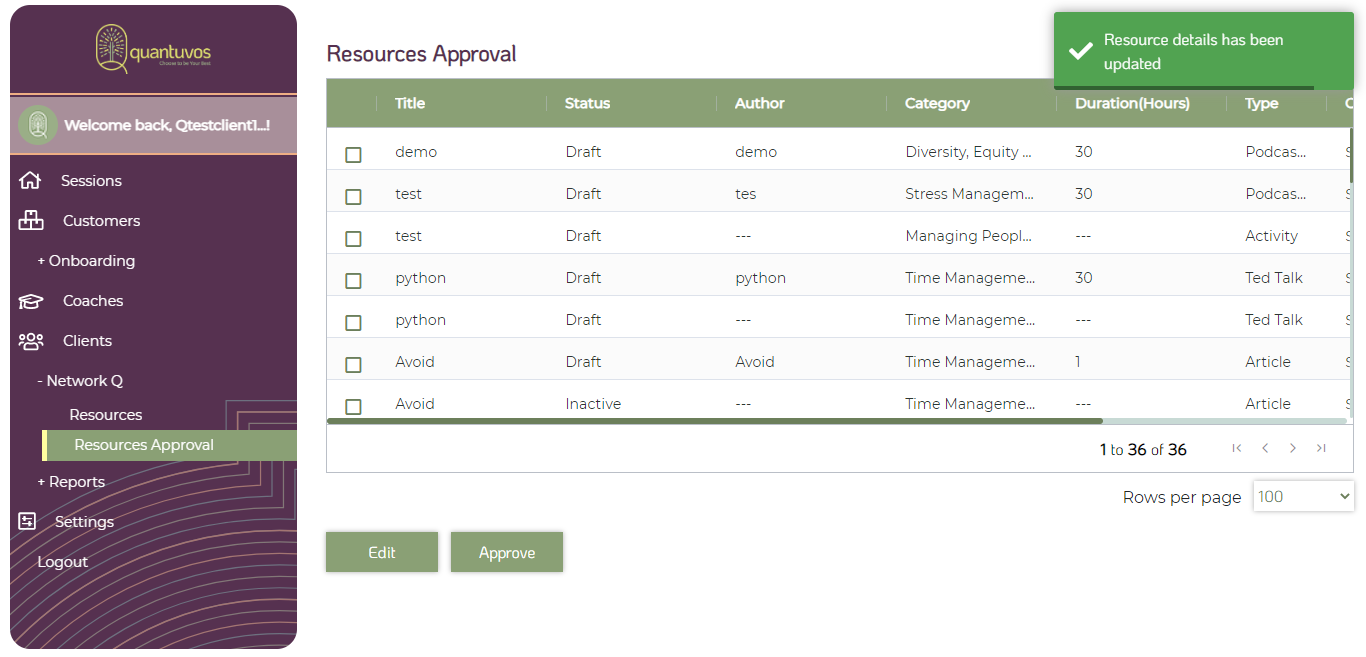 quantuvos
Choose to be Your Best
Welcome back, Qtestclient1...!
Sessions
Customers
+ Onboarding
Coaches
Clients
- Network Q
Resources
Resources Approval
+ Reports
Settings
Logout
Resources Approval
Resource details has been
updated
Title Status Author Category Duration(Hours) Type
demo Draft demo Diversity, Equity ... 30 Podcas...
test Draft tes Stress Managem... 30 Podcas...
test Draft --- Managing Peopl... --- Activity
python Draft python Time Manageme... 30 Ted Talk
python Draft --- Time Manageme... --- Ted Talk
Avoid Draft Avoid Time Manageme... 1 Article
Avoid Inactive --- Time Manageme... --- Article
1 to 36 of 36
Rows per page 100
Edit Approve